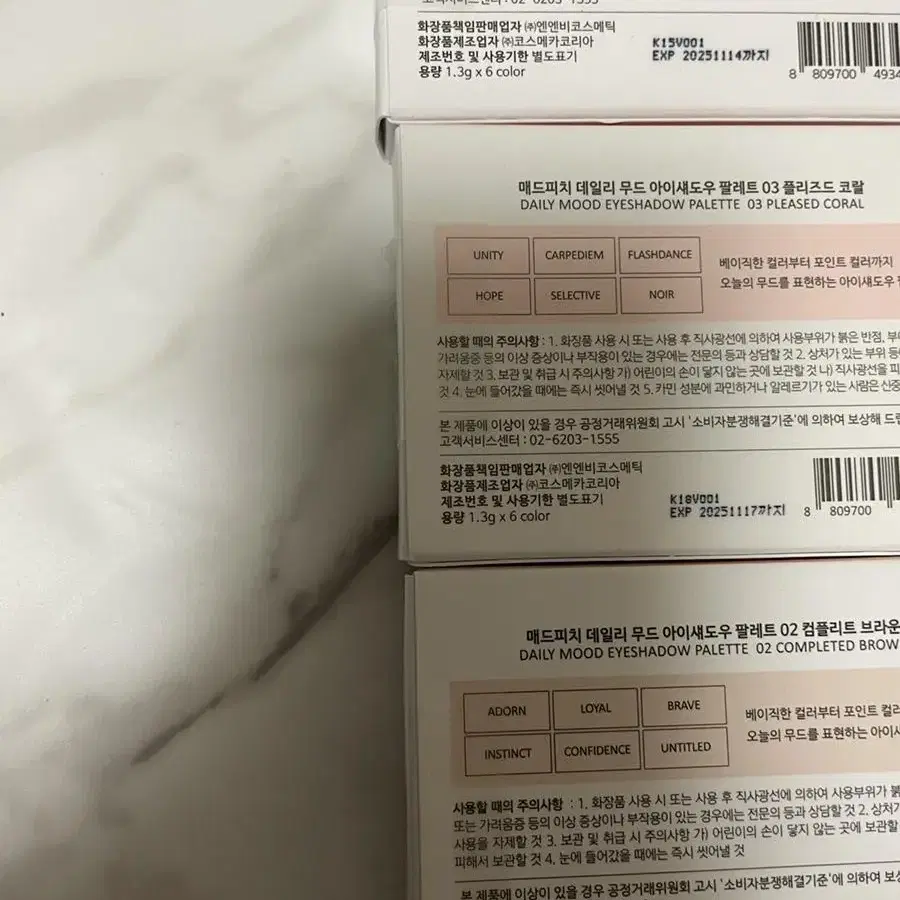 고객서비스센터 : 02-6203-1555
화장품책임판매업자 ㈜엔엔비코스메틱
화장품제조업자 ㈜코스메카코리아
제조번호 및 사용기한 별도표기
용량 1.3g x 6 color
K15V001
EXP 20251114까지
8 809700 4934
매드피치 데일리 무드 아이섀도우 팔레트 03 플리즈드 코랄
DAILY MOOD EYESHADOW PALETTE 03 PLEASED CORAL
UNITY CARPEDIEM FLASHDANCE
HOPE SELECTIVE NOIR
베이직한 컬러부터 포인트 컬러까지
오늘의 무드를 표현하는 아이섀도우
사용할 때의 주의사항 : 1. 화장품 사용 시 또는 사용 후 직사광선에 의하여 사용부위가 붉은 반점, 부
가려움증 등의 이상 증상이나 부작용이 있는 경우에는 전문의 등과 상담할 것 2. 상처가 있는 부위 등
자제할 것 3. 보관 및 취급 시 주의사항 가) 어린이의 손이 닿지 않는 곳에 보관할 것 나) 직사광선을 피
것 4. 눈에 들어갔을 때에는 즉시 씻어낼 것 5. 카민 성분에 과민하거나 알레르기가 있는 사람은 신중
본 제품에 이상이 있을 경우 공정거래위원회 고시 '소비자분쟁해결기준'에 의하여 보상해 드
고객서비스센터 : 02-6203-1555
화장품책임판매업자 ㈜엔엔비코스메틱
화장품제조업자 ㈜코스메카코리아
제조번호 및 사용기한 별도표기
용량 1.3g x 6 color
K18V001
EXP 20251117까지
8 809700
매드피치 데일리 무드 아이섀도우 팔레트 02 컴플리트 브라운
DAILY MOOD EYESHADOW PALETTE 02 COMPLETED BROW
ADORN LOYAL BRAVE
INSTINCT CONFIDENCE UNTITLED
베이직한 컬러부터 포인트 컬러
오늘의 무드를 표현하는 아이섀
사용할 때의 주의사항 : 1. 화장품 사용 시 또는 사용 후 직사광선에 의하여 사용부위가 붉
또는 가려움증 등의 이상 증상이나 부작용이 있는 경우에는 전문의 등과 상담할 것 2. 상처가
사용을 자제할 것 3. 보관 및 취급 시 주의사항 가) 어린이의 손이 닿지 않는 곳에 보관할
피해서 보관할 것 4. 눈에 들어갔을 때에는 즉시 씻어낼 것
본 제품에 이상이 있을 경우 공정거래위원회 고시 '소비자분쟁해결기준'에 의하여 보상